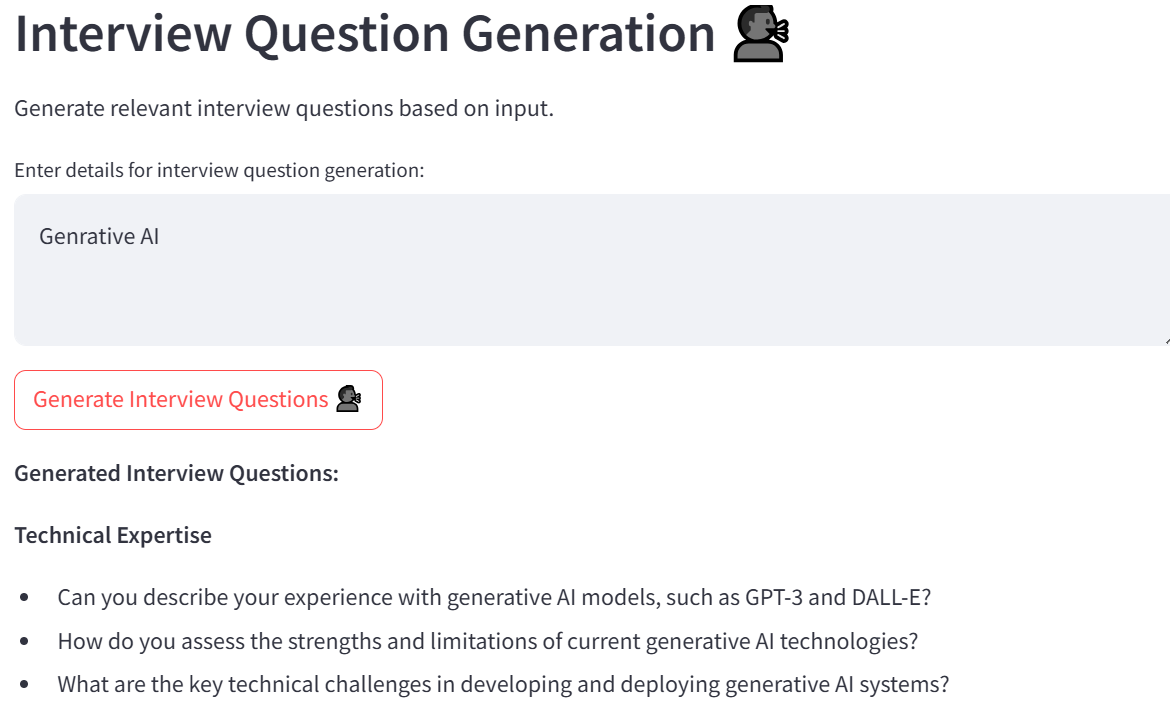 Interview Question Generation
Generate relevant interview questions based on input.
Enter details for interview question generation:
Genrative AI
Generate Interview Questions
Generated Interview Questions:
Technical Expertise
• Can you describe your experience with generative AI models, such as GPT-3 and DALL-E?
• How do you assess the strengths and limitations of current generative AI technologies?
• What are the key technical challenges in developing and deploying generative AI systems?